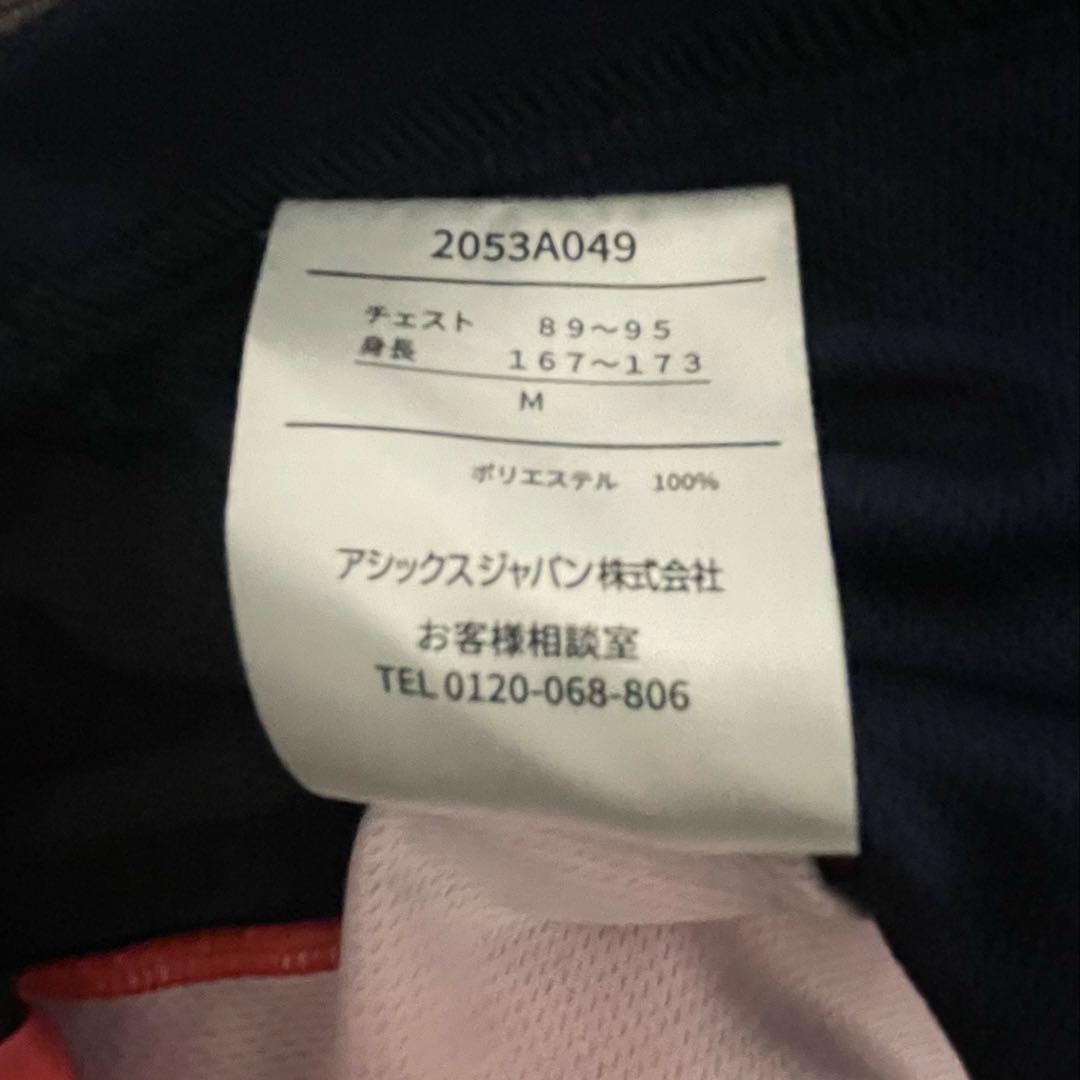 2053A049
チェスト 89～95
身長 167～173
M
ポリエステル 100%
アシックスジャパン株式会社
お客様相談室
TEL 0120-068-806